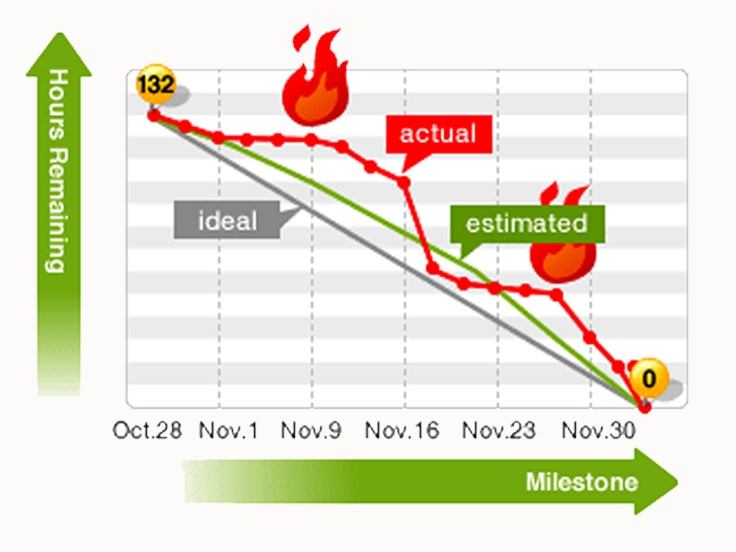 132
Hours Remaining
actual
ideal
estimated
0
Oct.28 Nov.1 Nov.9 Nov.16 Nov.23 Nov.30
Milestone